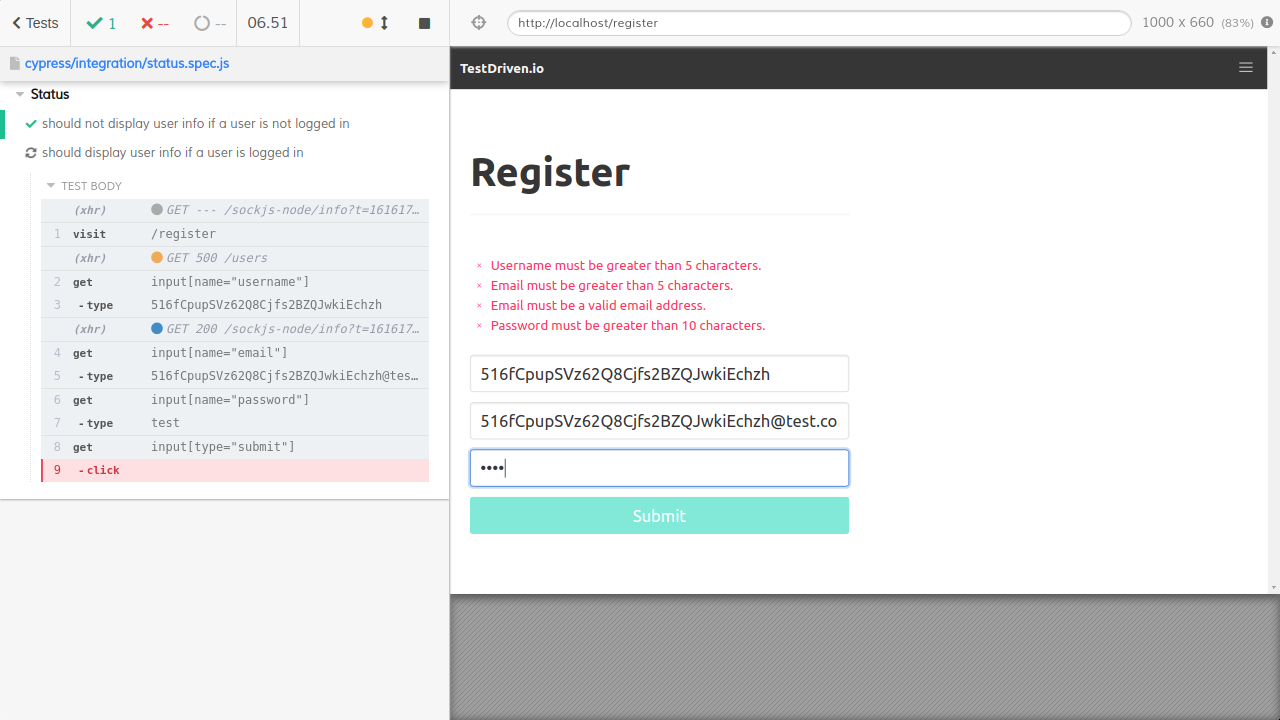 Tests 1 -- -- 06.51
http://localhost/register 1000 x 660 (83%)
cypress/integration/status.spec.js
Status
should not display user info if a user is not logged in
should display user info if a user is logged in
TEST BODY
(xhr) GET --- /sockjs-node/info?t=161617...
1 visit /register
(xhr) GET 500 /users
2 get input[name="username"]
3 - type 516fCpupSVz62Q8Cjfs2BZQJwkiEchzh
(xhr) GET 200 /sockjs-node/info?t=161617...
4 get input[name="email"]
5 - type 516fCpupSVz62Q8Cjfs2BZQJwkiEchzh@tes...
6 get input[name="password"]
7 - type test
8 get input[type="submit"]
9 - click
TestDriven.io
Register
Username must be greater than 5 characters.
Email must be greater than 5 characters.
Email must be a valid email address.
Password must be greater than 10 characters.
516fCpupSVz62Q8Cjfs2BZQJwkiEchzh
516fCpupSVz62Q8Cjfs2BZQJwkiEchzh@test.co
••••
Submit